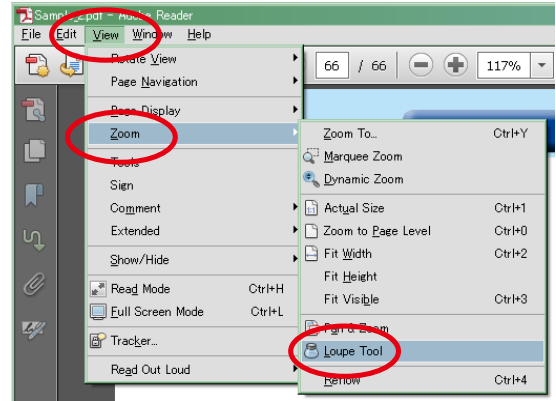 Sample_2.pdf - Adobe Reader
File Edit View Window Help
66 / 66 117%
Rotate View
Page Navigation
Page Display
Zoom
Tools
Sign
Comment
Extended
Show/Hide
Read Mode Ctrl+H
Full Screen Mode Ctrl+L
Tracker...
Read Out Loud
Zoom To... Ctrl+Y
Marquee Zoom
Dynamic Zoom
Actual Size Ctrl+1
Zoom to Page Level Ctrl+0
Fit Width Ctrl+2
Fit Height
Fit Visible Ctrl+3
Pan & Zoom
Loupe Tool
Reflow Ctrl+4